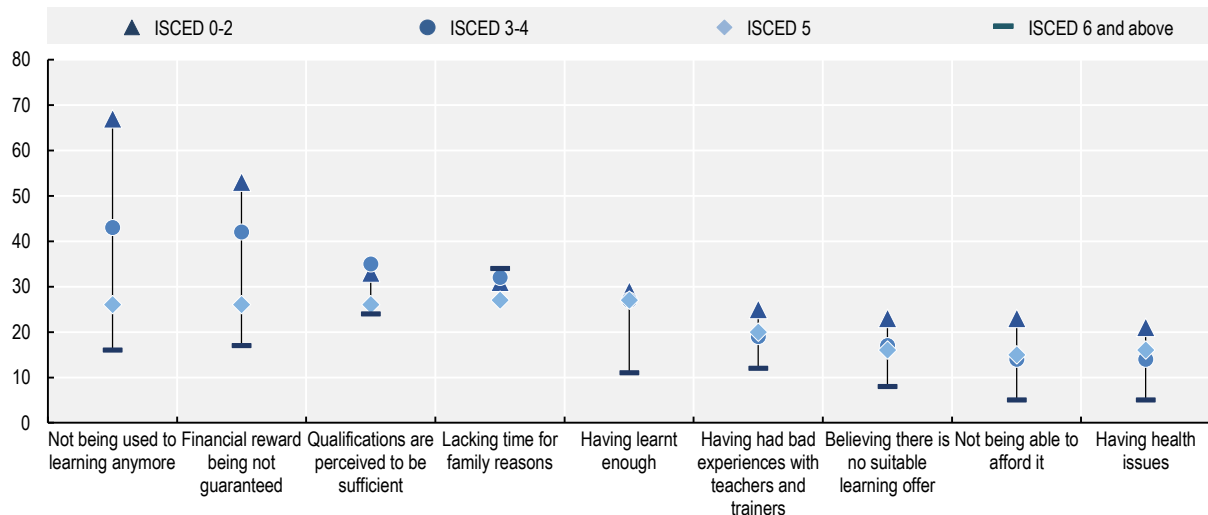 ISCED 0-2 ISCED 3-4 ISCED 5 ISCED 6 and above
80
70
60
50
40
30
20
10
0
Not being used to
learning anymore
Financial reward
being not
guaranteed
Qualifications are
perceived to be
sufficient
Lacking time for
family reasons
Having learnt
enough
Having had bad
experiences with
teachers and
trainers
Believing there is
no suitable
learning offer
Not being able to
afford it
Having health
issues